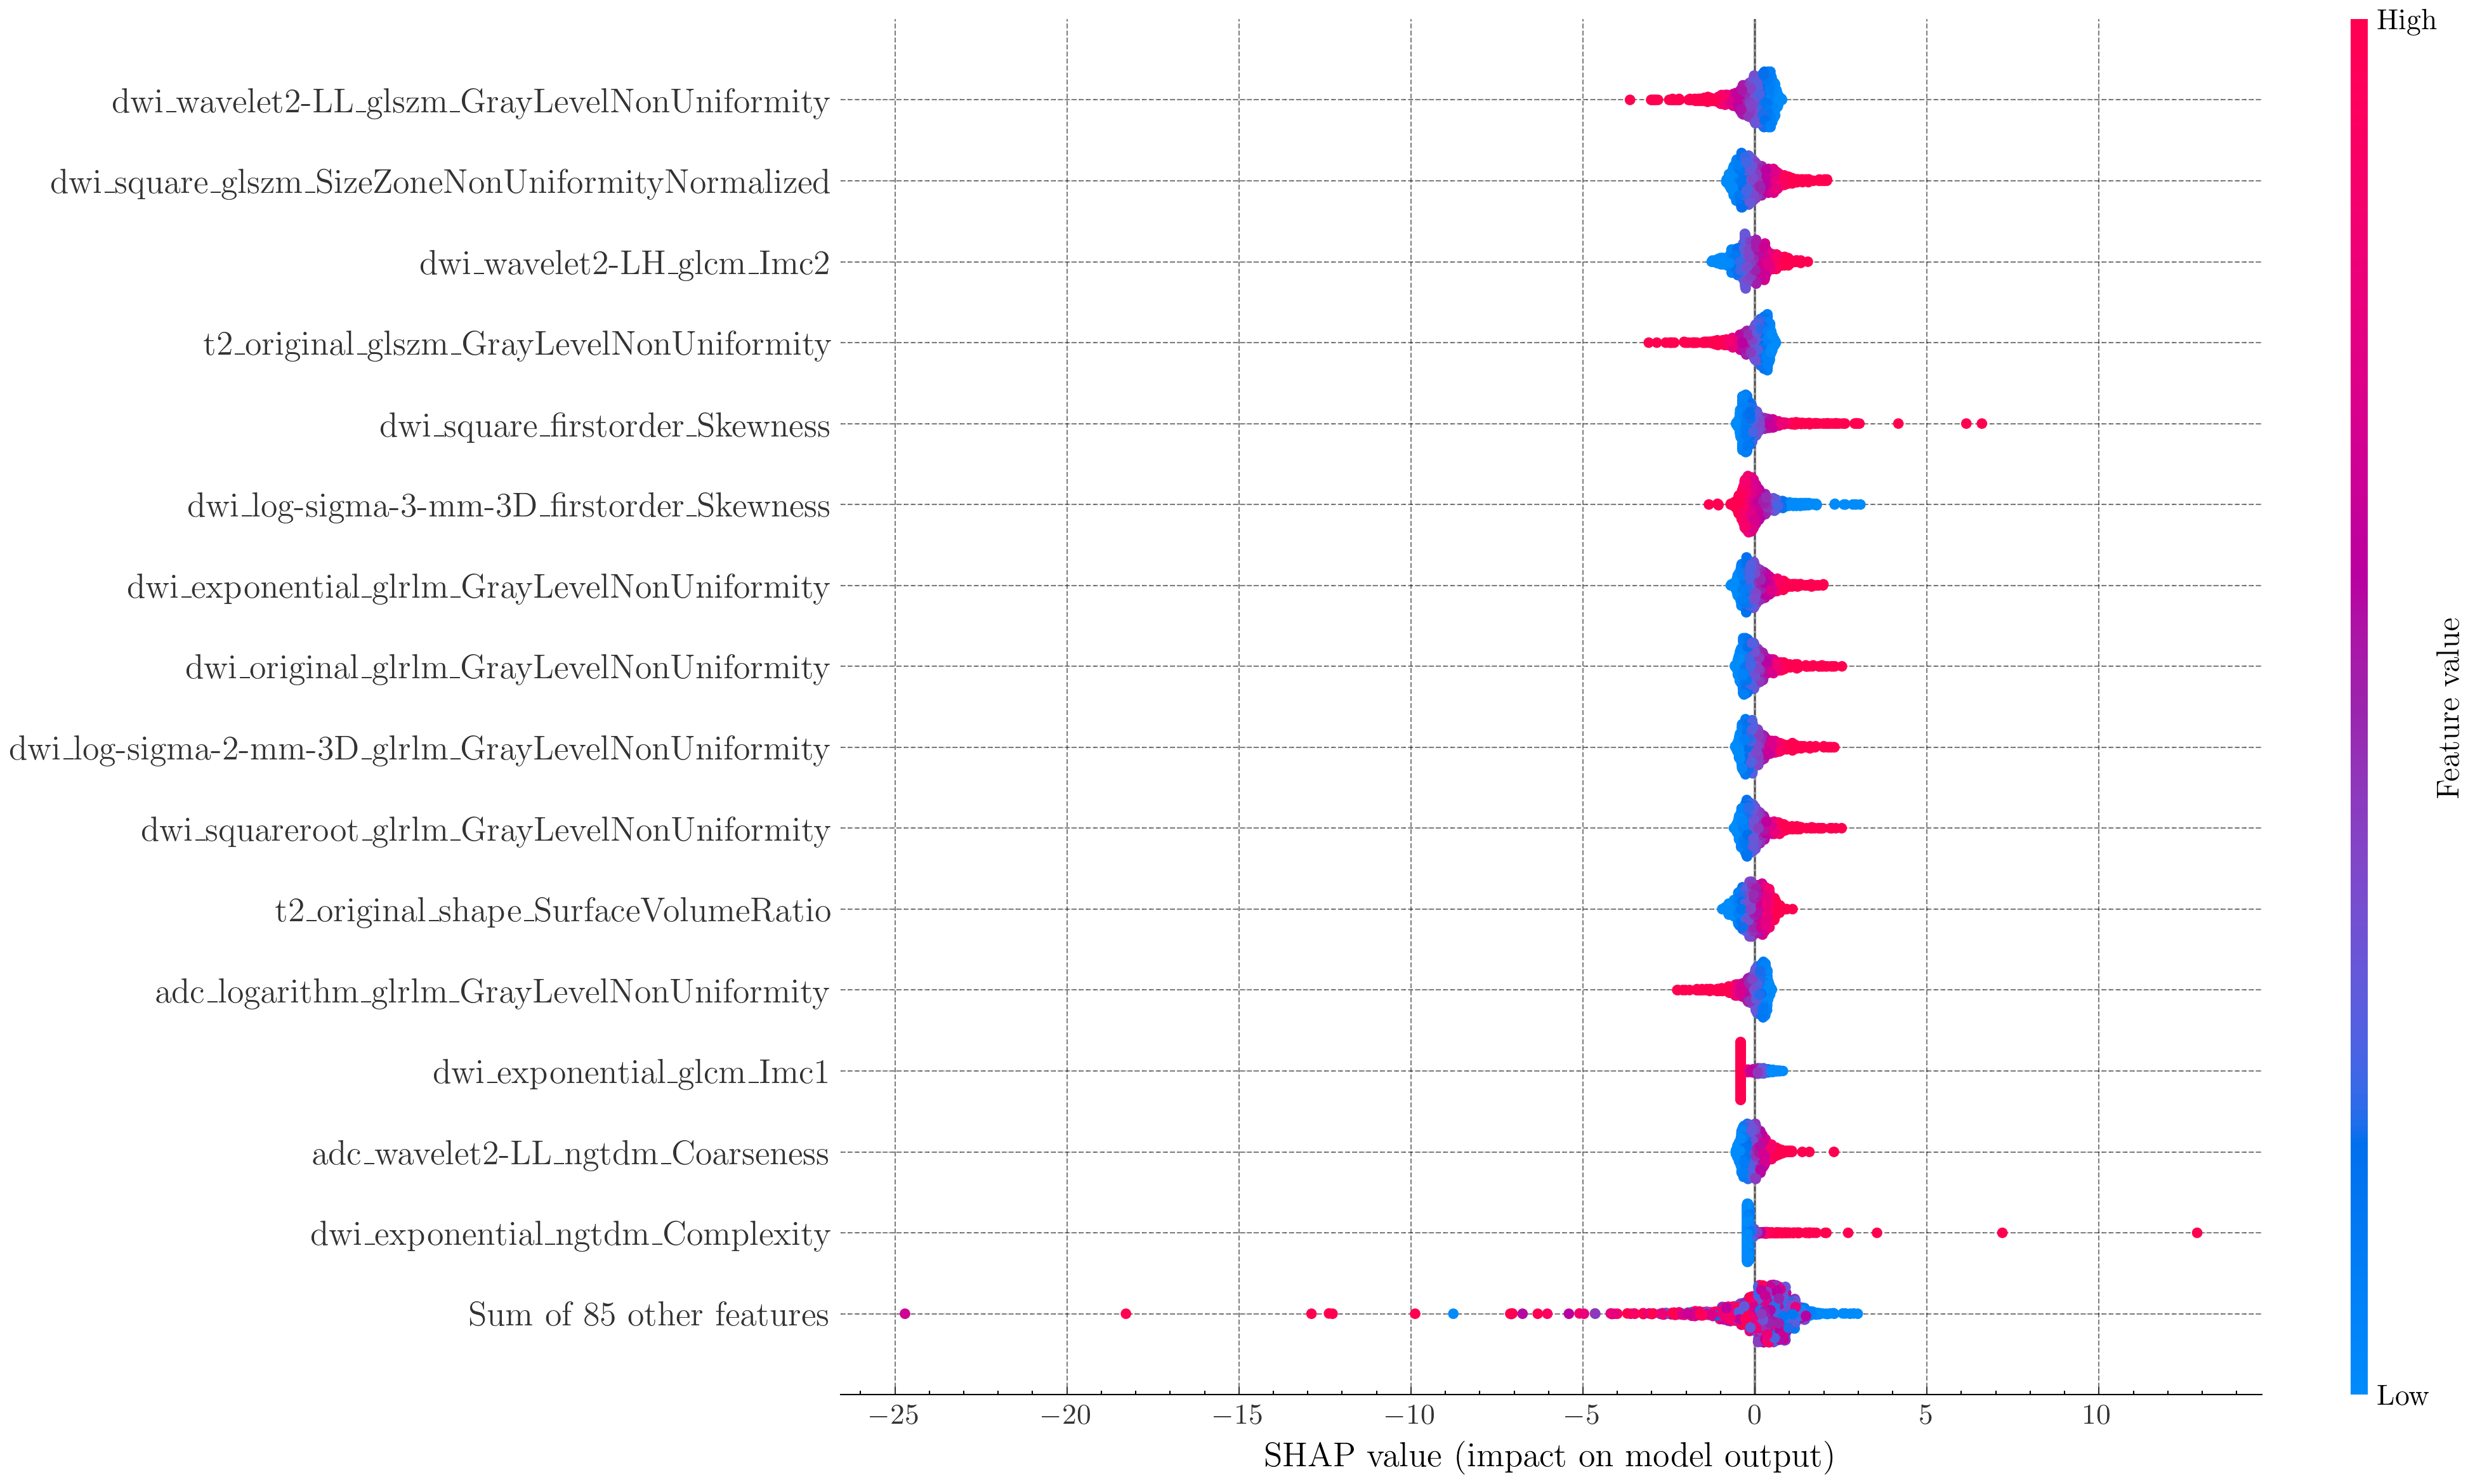 High
dwi_wavelet2-LL_glszm_GrayLevelNonUniformity
dwi_square_glszm_SizeZoneNonUniformityNormalized
dwi_wavelet2-LH_glcm_Imc2
t2_original_glszm_GrayLevelNonUniformity
dwi_square_firstorder_Skewness
dwi_log-sigma-3-mm-3D_firstorder_Skewness
dwi_exponential_glrlm_GrayLevelNonUniformity
dwi_original_glrlm_GrayLevelNonUniformity
dwi_log-sigma-2-mm-3D_glrlm_GrayLevelNonUniformity
dwi_squareroot_glrlm_GrayLevelNonUniformity
t2_original_shape_SurfaceVolumeRatio
adc_logarithm_glrlm_GrayLevelNonUniformity
dwi_exponential_glcm_Imc1
adc_wavelet2-LL_ngtdm_Coarseness
dwi_exponential_ngtdm_Complexity
Sum of 85 other features
Feature value
Low
−25 −20 −15 −10 −5 0 5 10
SHAP value (impact on model output)